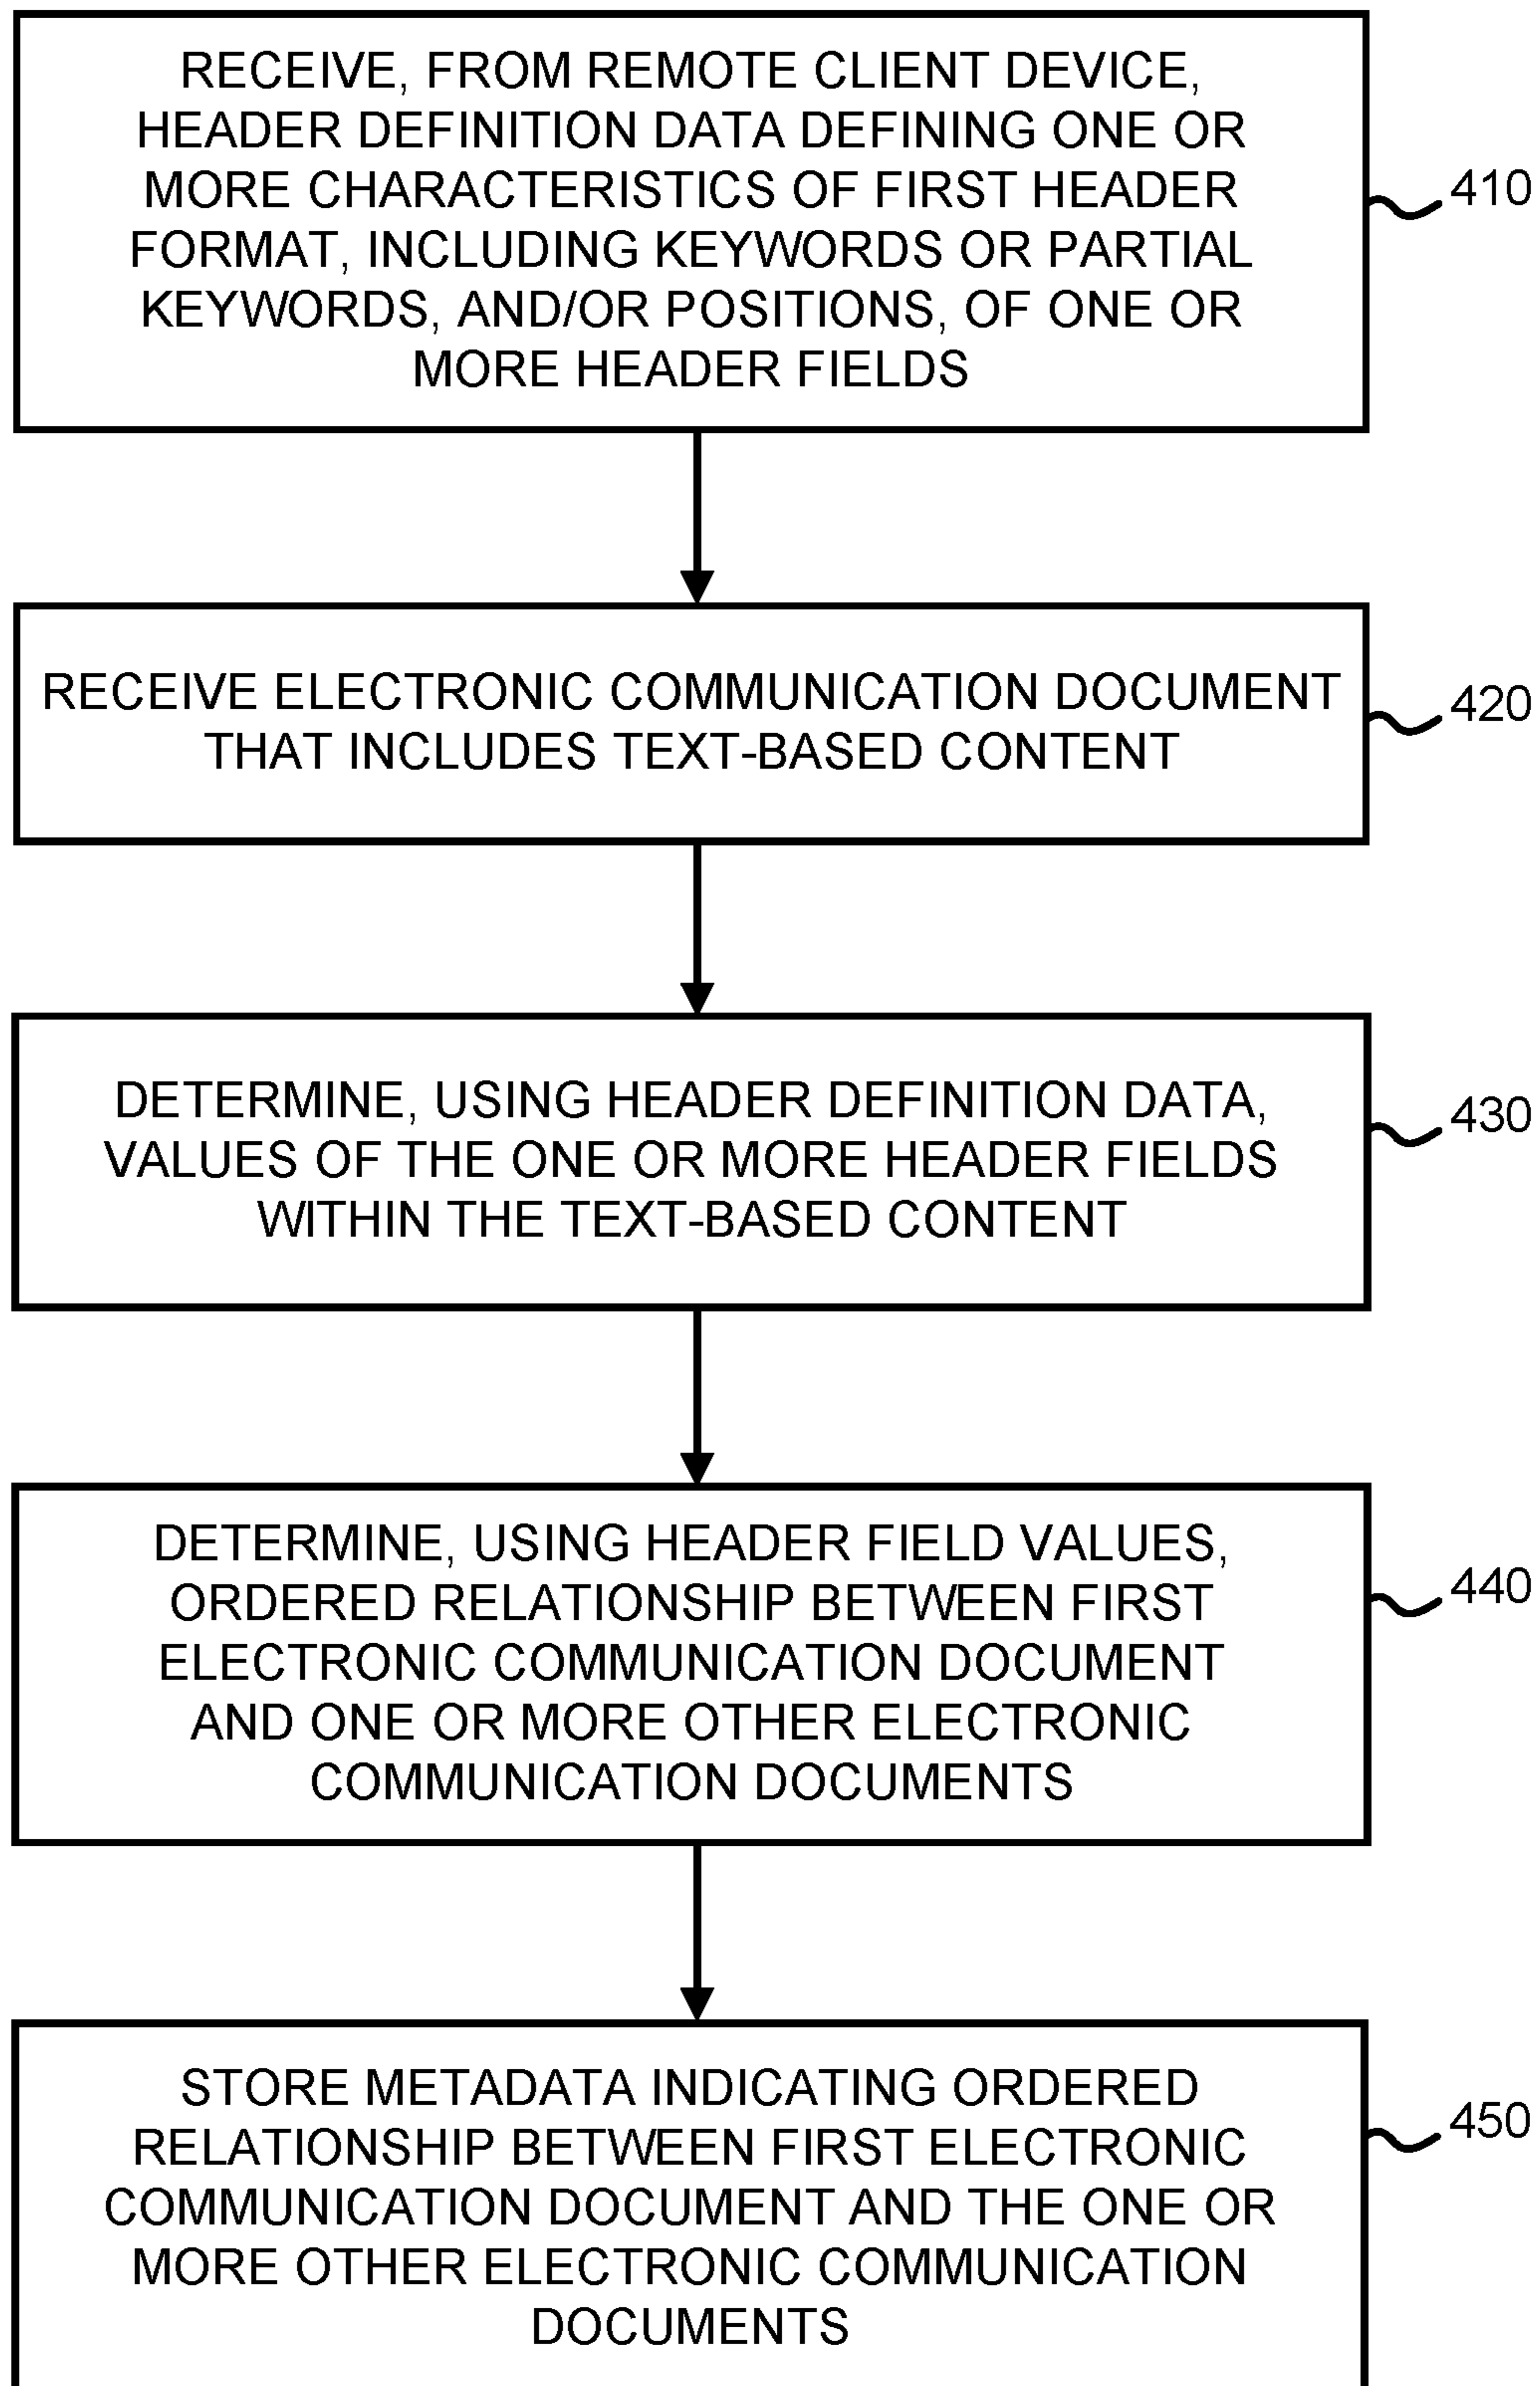 RECEIVE, FROM REMOTE CLIENT DEVICE,
HEADER DEFINITION DATA DEFINING ONE OR
MORE CHARACTERISTICS OF FIRST HEADER
FORMAT, INCLUDING KEYWORDS OR PARTIAL
KEYWORDS, AND/OR POSITIONS, OF ONE OR
MORE HEADER FIELDS
410
RECEIVE ELECTRONIC COMMUNICATION DOCUMENT
THAT INCLUDES TEXT-BASED CONTENT
420
DETERMINE, USING HEADER DEFINITION DATA,
VALUES OF THE ONE OR MORE HEADER FIELDS
WITHIN THE TEXT-BASED CONTENT
430
DETERMINE, USING HEADER FIELD VALUES,
ORDERED RELATIONSHIP BETWEEN FIRST
ELECTRONIC COMMUNICATION DOCUMENT
AND ONE OR MORE OTHER ELECTRONIC
COMMUNICATION DOCUMENTS
440
STORE METADATA INDICATING ORDERED
RELATIONSHIP BETWEEN FIRST ELECTRONIC
COMMUNICATION DOCUMENT AND THE ONE OR
MORE OTHER ELECTRONIC COMMUNICATION
DOCUMENTS
450